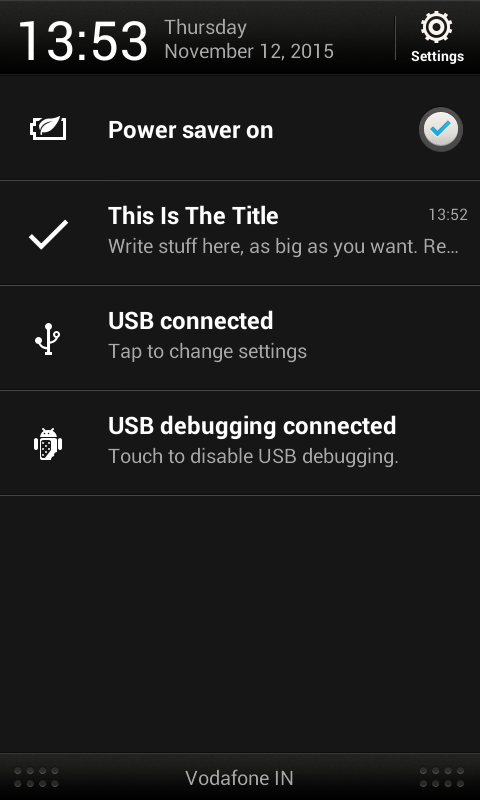 13:53
Thursday
November 12, 2015
Settings
Power saver on
This Is The Title
13:52
Write stuff here, as big as you want. Re...
USB connected
Tap to change settings
USB debugging connected
Touch to disable USB debugging.
Vodafone IN